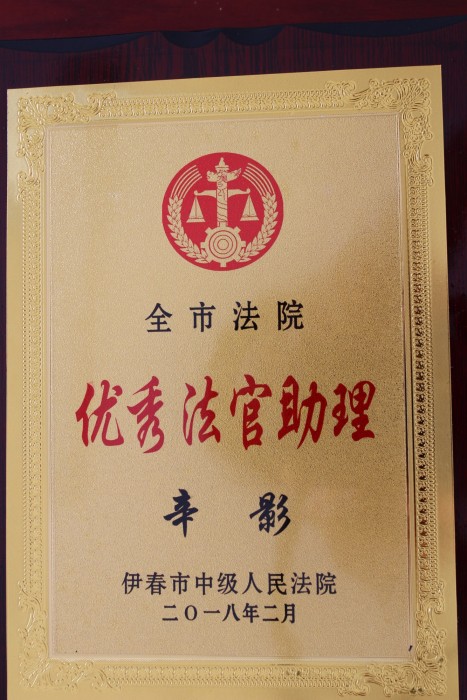 全市法院
优秀法官助理
辛影
伊春市中级人民法院
二〇一八年二月